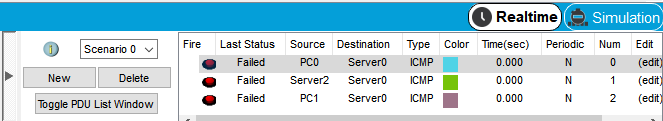 Realtime Simulation
Scenario 0 Fire Last Status Source Destination Type Color Time(sec) Periodic Num Edit
Failed PC0 Server0 ICMP 0.000 N 0 (edit)
New Delete Failed Server2 Server0 ICMP 0.000 N 1 (edit)
Failed PC1 Server0 ICMP 0.000 N 2 (edit)
Toggle PDU List Window